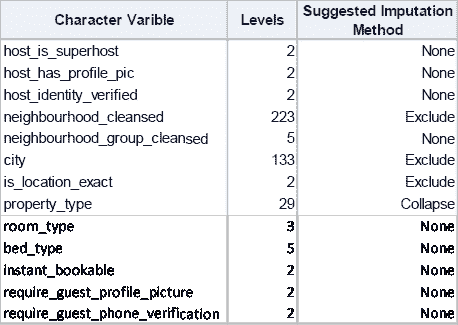 Character Varible Levels Suggested Imputation
Method
host_is_superhost 2 None
host_has_profile_pic 2 None
host_identity_verified 2 None
neighbourhood_cleansed 223 Exclude
neighbourhood_group_cleansed 5 None
city 133 Exclude
is_location_exact 2 Exclude
property_type 29 Collapse
room_type 3 None
bed_type 5 None
instant_bookable 2 None
require_guest_profile_picture 2 None
require_guest_phone_verification 2 None